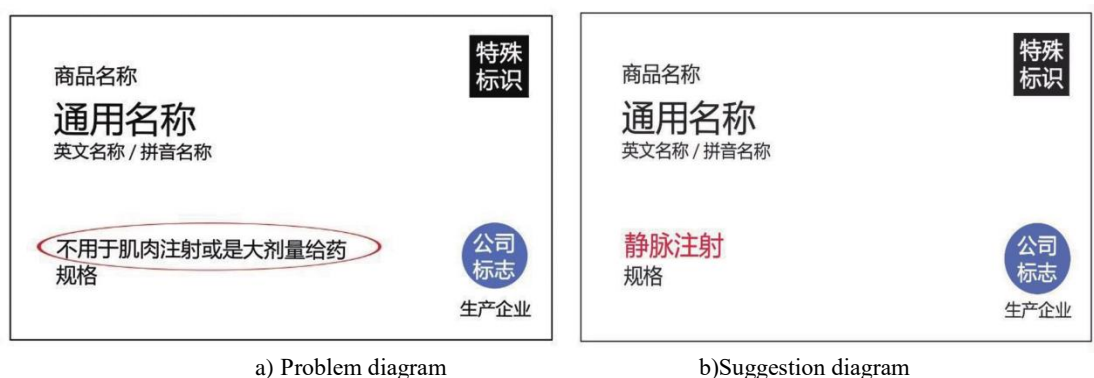 商品名称
通用名称
英文名称 / 拼音名称
特殊
标识
不用于肌肉注射或是大剂量给药
规格
公司
标志
生产企业
商品名称
通用名称
英文名称 / 拼音名称
特殊
标识
静脉注射
规格
公司
标志
生产企业
a) Problem diagram
b)Suggestion diagram